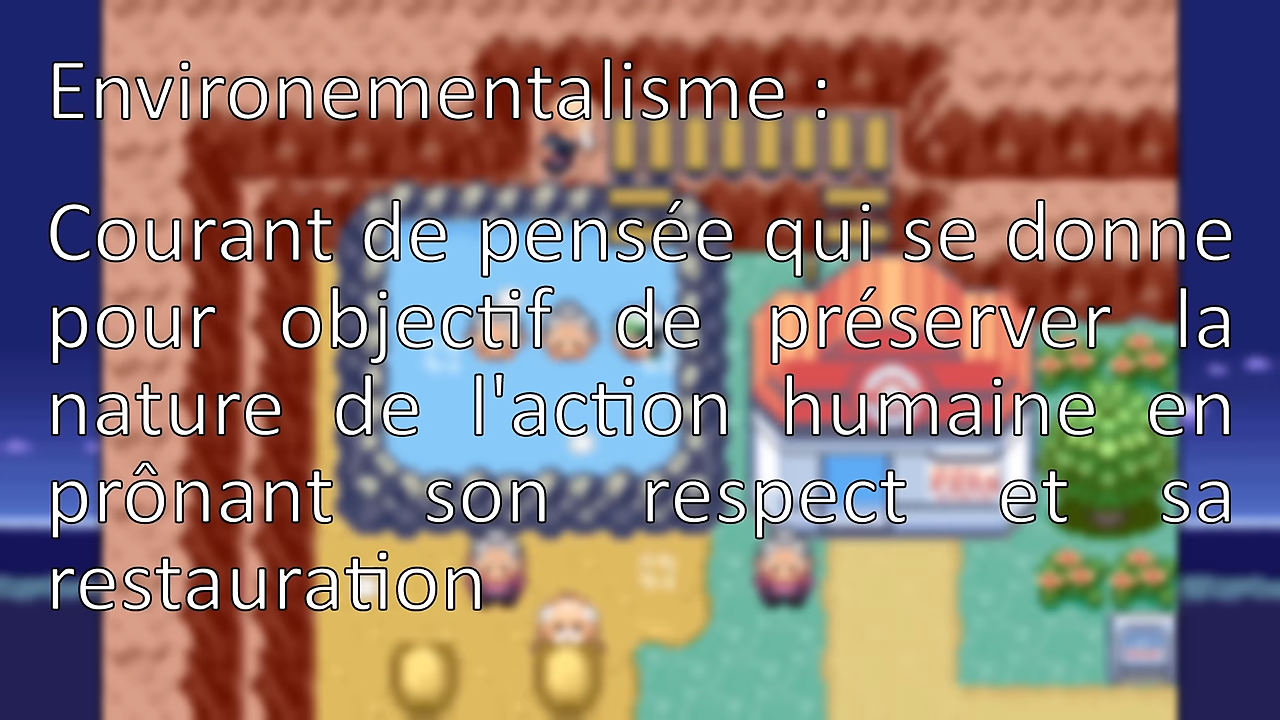 Environementalisme :
Courant de pensée qui se donne
pour objectif de préserver la
nature de l'action humaine en
prônant son respect et sa
restauration